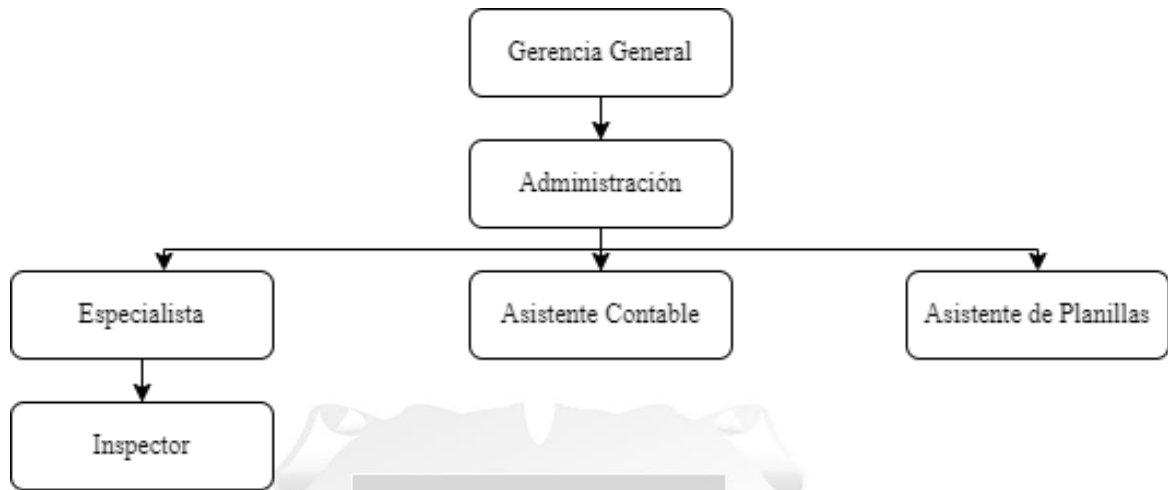 Gerencia General
Administración
Especialista
Asistente Contable
Asistente de Planillas
Inspector